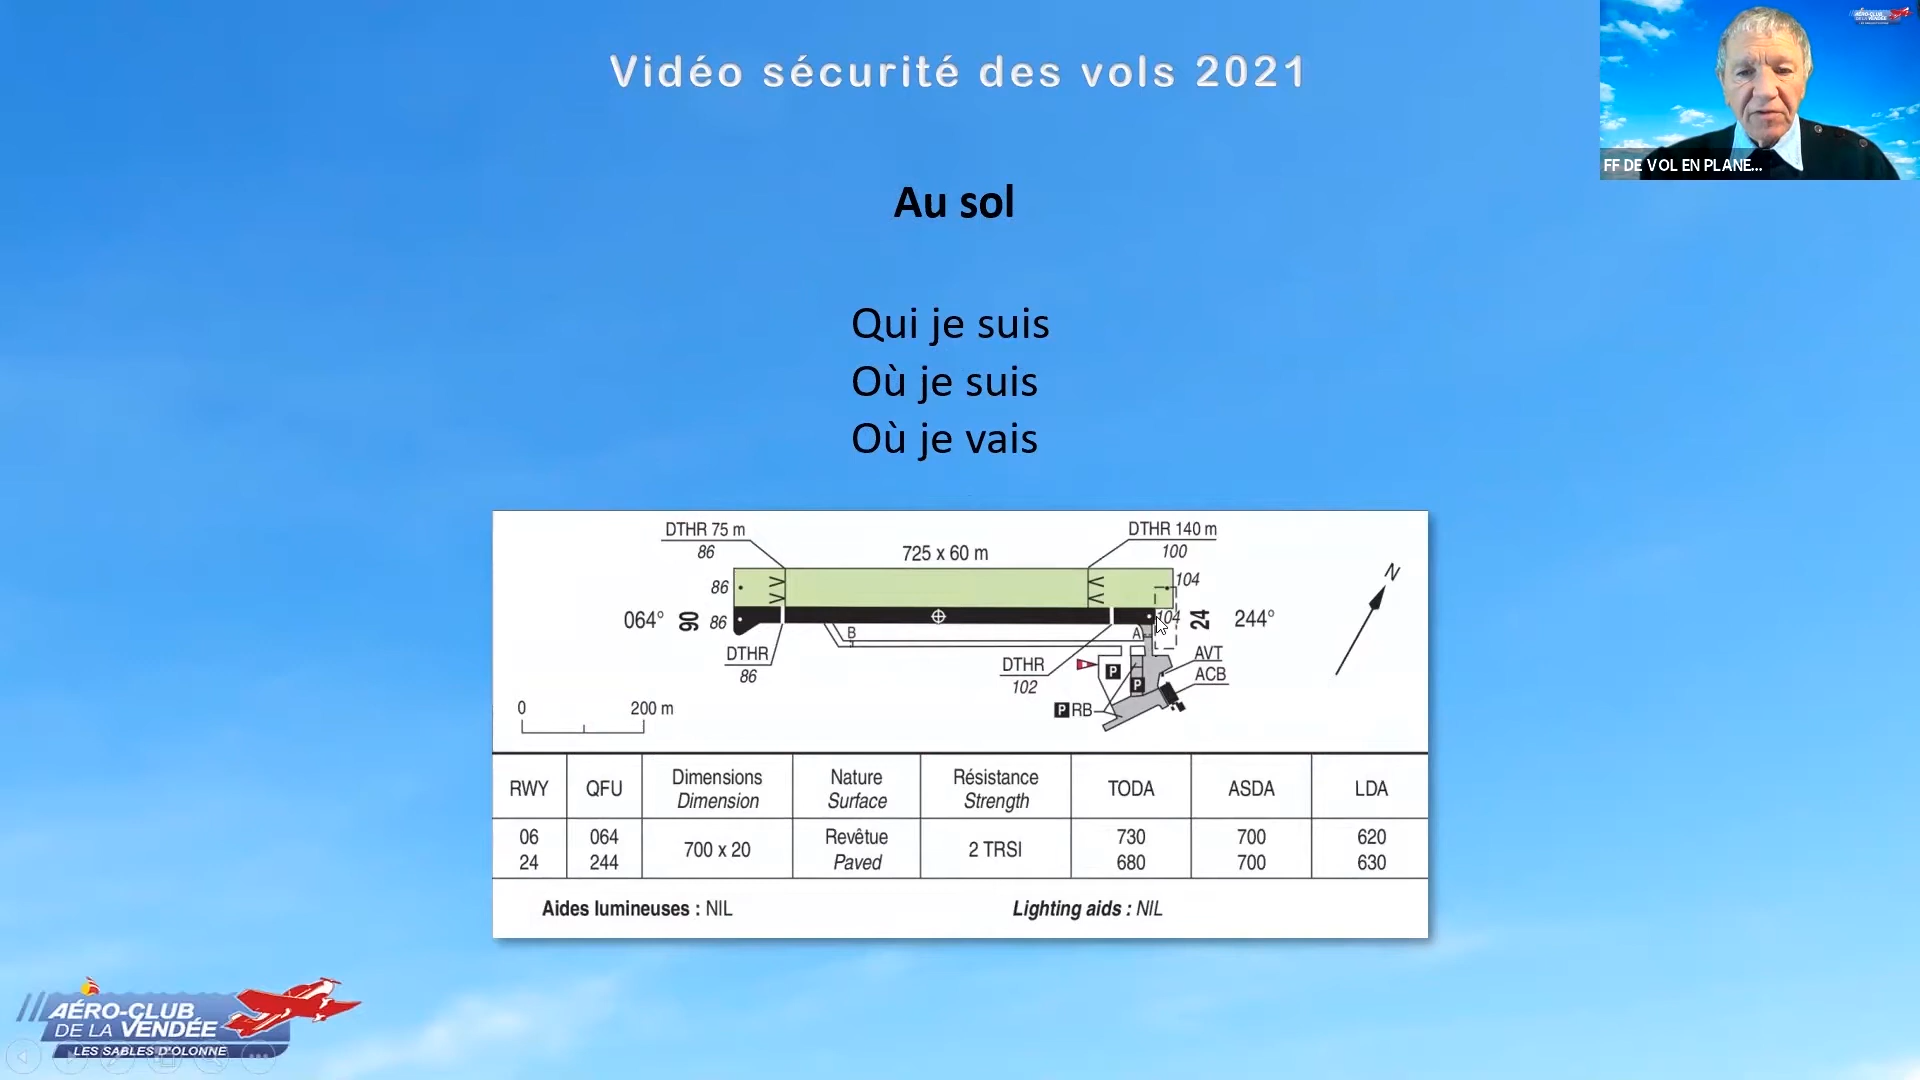 Vidéo sécurité des vols 2021
FF DE VOL EN PLANE...
Au sol
Qui je suis
Où je suis
Où je vais
DTHR 75 m
86
725 x 60 m
DTHR 140 m
100
N
86
104
064°
06
86
104
24
244°
B
A
DTHR
86
DTHR
102
P
P
AVT
ACB
P RB
0
200 m
RWY
QFU
Dimensions
Dimension
Nature
Surface
Résistance
Strength
TODA
ASDA
LDA
06
24
064
244
700 x 20
Revêtue
Paved
2 TRSI
730
680
700
700
620
630
Aides lumineuses : NIL
Lighting aids : NIL
AÉRO-CLUB
DE LA VENDÉE
LES SABLES D'OLONNE